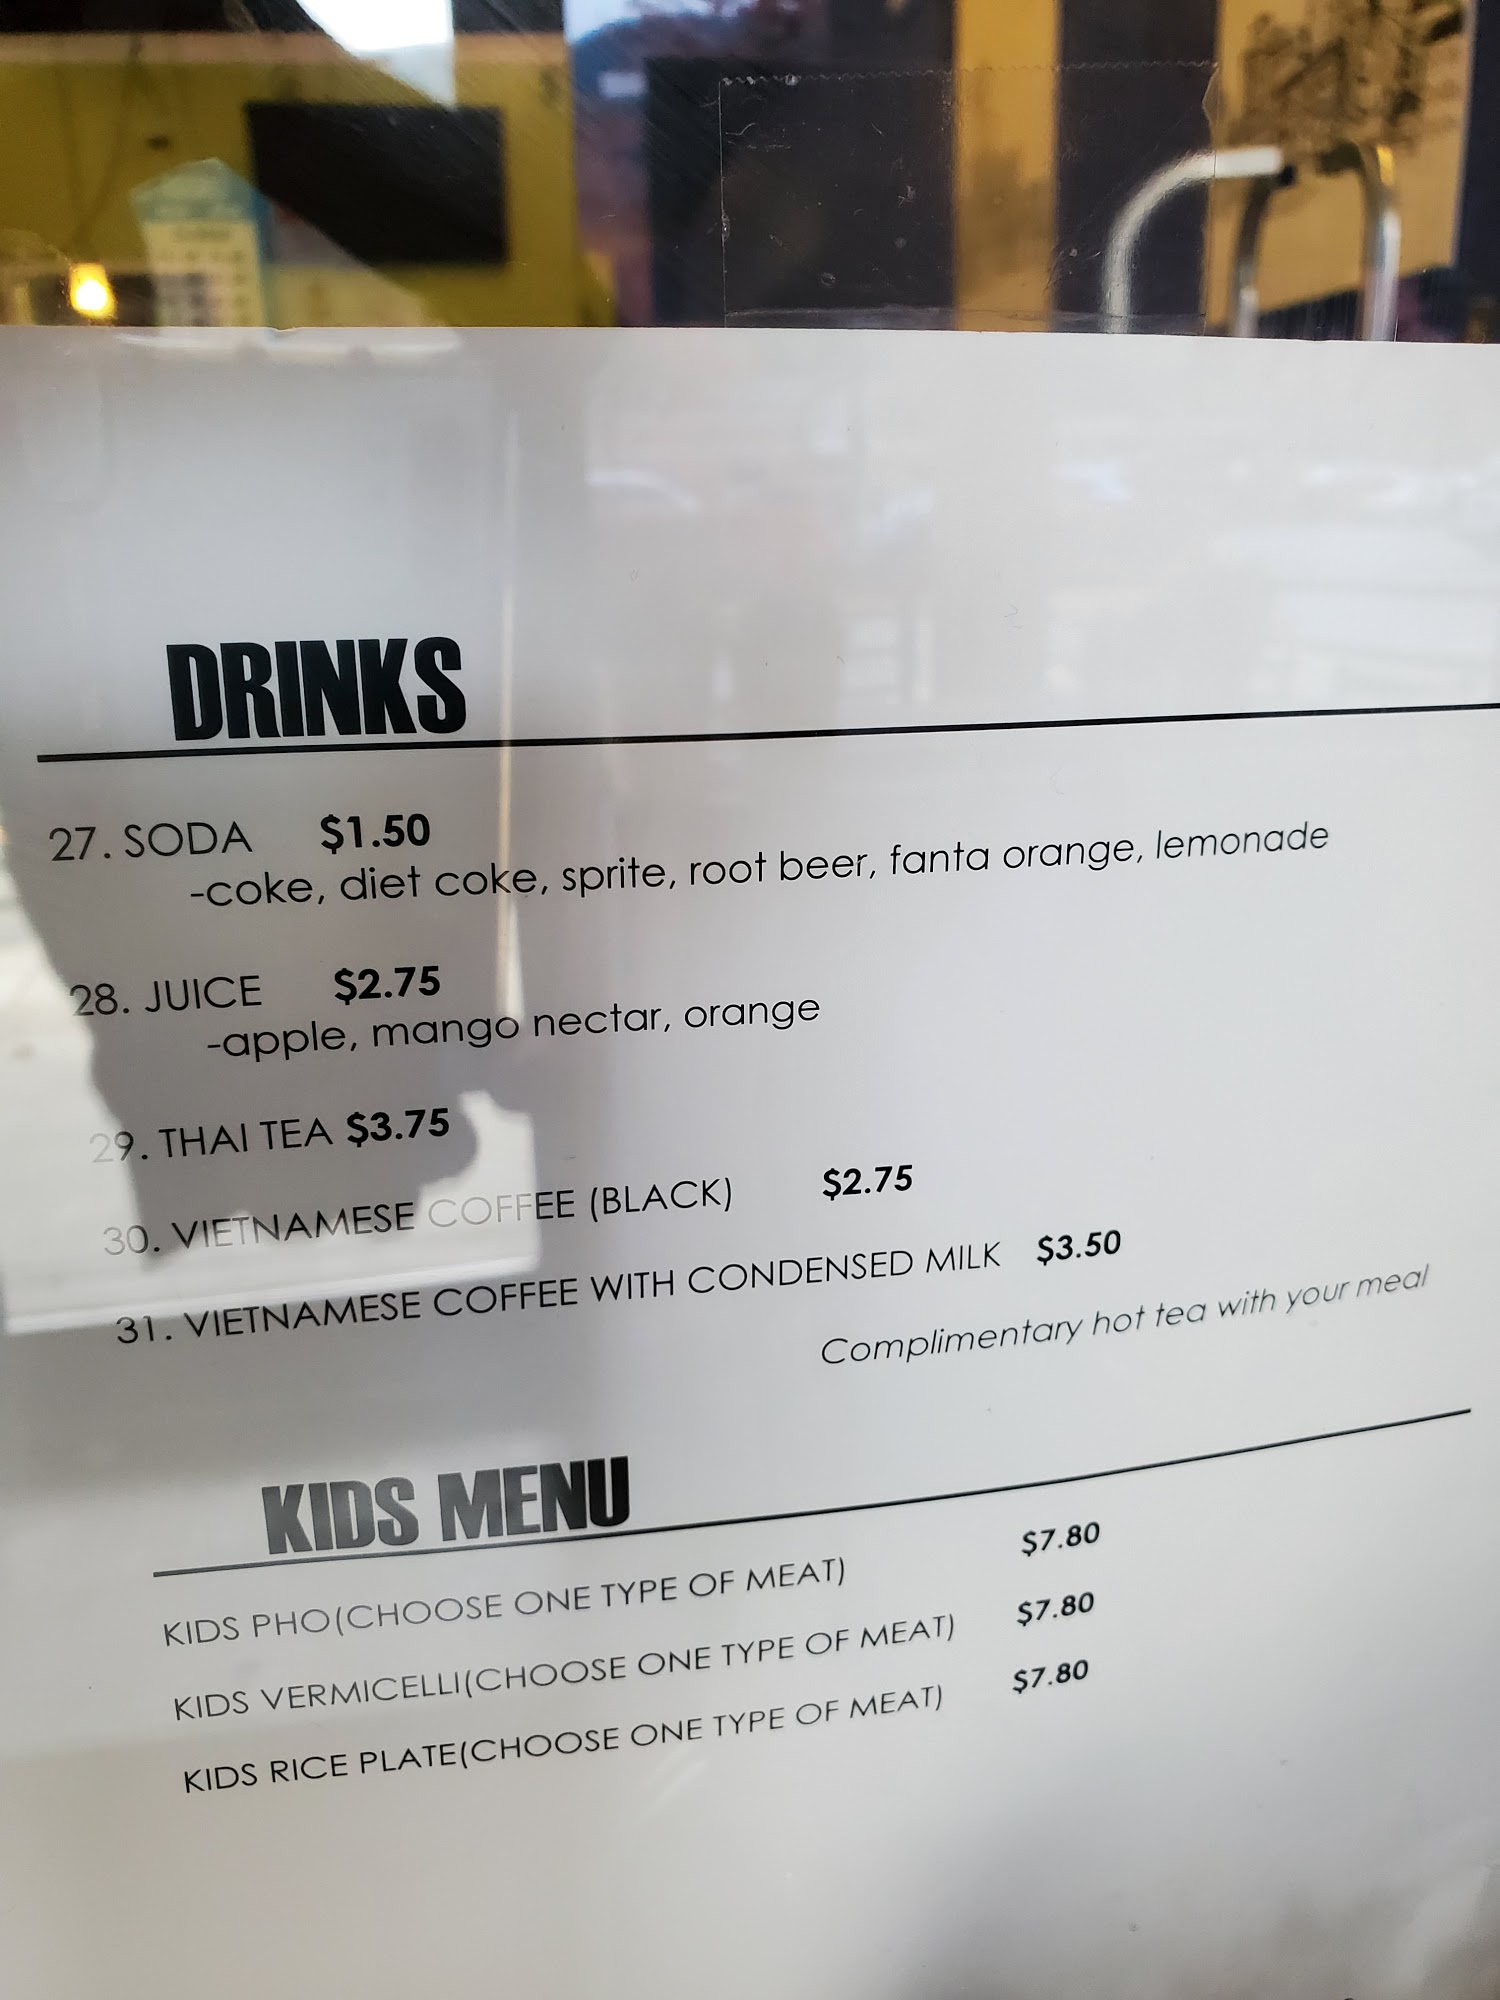 DRINKS
27. SODA $1.50
-coke, diet coke, sprite, root beer, fanta orange, lemonade
28. JUICE $2.75
-apple, mango nectar, orange
29. THAI TEA $3.75
30. VIETNAMESE COFFEE (BLACK) $2.75
31. VIETNAMESE COFFEE WITH CONDENSED MILK $3.50
Complimentary hot tea with your meal
KIDS MENU
KIDS PHO(CHOOSE ONE TYPE OF MEAT) $7.80
KIDS VERMICELLI(CHOOSE ONE TYPE OF MEAT) $7.80
KIDS RICE PLATE(CHOOSE ONE TYPE OF MEAT) $7.80